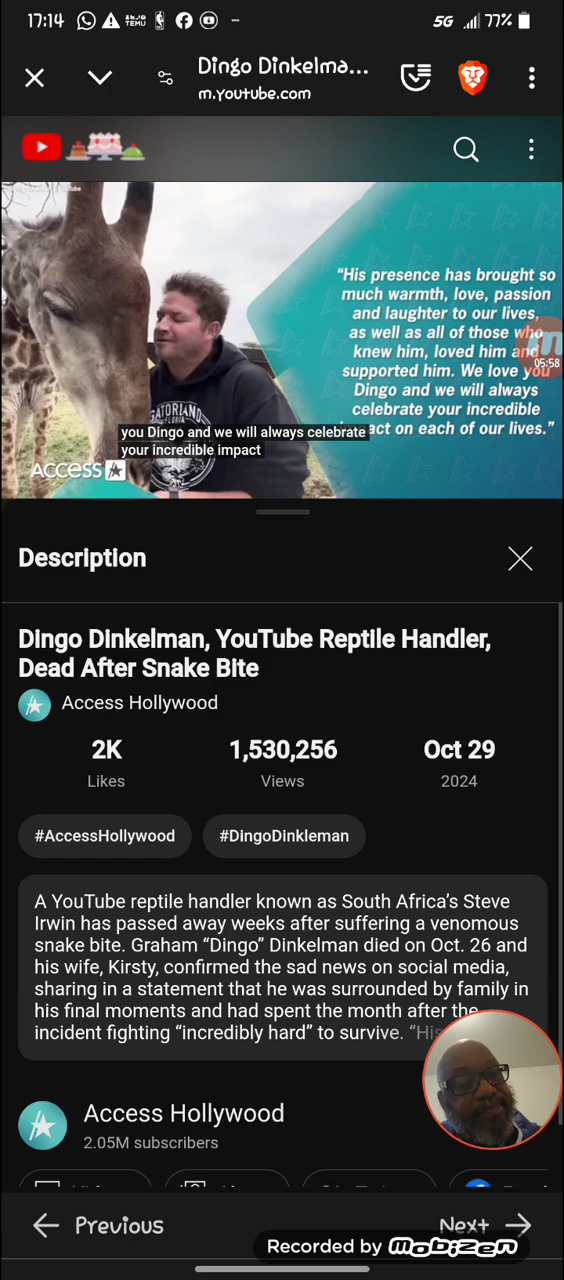 17:14
TEMU
5G
77%
Dingo Dinkelma...
m.youtube.com
“His presence has brought so
much warmth, love, passion
and laughter to our lives,
as well as all of those who
knew him, loved him and
supported him. We love you
Dingo and we will always
celebrate your incredible
act on each of our lives.”
05:58
GATORLAND
you Dingo and we will always celebrate
your incredible impact
ACCESS
Description
Dingo Dinkelman, YouTube Reptile Handler,
Dead After Snake Bite
Access Hollywood
2K 1,530,256 Oct 29
Likes Views 2024
#AccessHollywood #DingoDinkleman
A YouTube reptile handler known as South Africa’s Steve
Irwin has passed away weeks after suffering a venomous
snake bite. Graham “Dingo” Dinkelman died on Oct. 26 and
his wife, Kirsty, confirmed the sad news on social media,
sharing in a statement that he was surrounded by family in
his final moments and had spent the month after the
incident fighting “incredibly hard” to survive. “His
Access Hollywood
2.05M subscribers
Previous Next
Recorded by mobizen